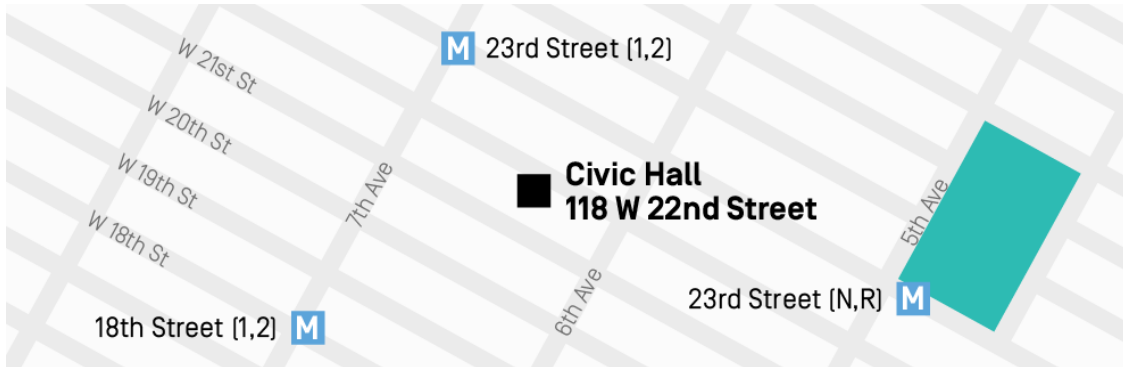 W 21st St
M 23rd Street (1,2)
W 20th St
W 19th St
7th Ave
Civic Hall
118 W 22nd Street
5th Ave
W 18th St
6th Ave
23rd Street (N,R) M
18th Street (1,2) M